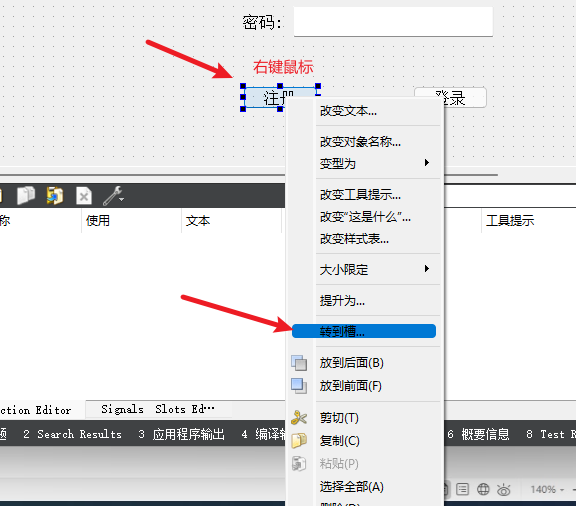 密码:
右键鼠标
注册
登录
改变文本...
改变对象名称...
变型为
改变工具提示...
改变“这是什么”...
改变样式表...
大小限定
提升为...
转到槽...
放到后面(B)
放到前面(F)
剪切(T)
复制(C)
粘贴(P)
选择全部(A)
称 使用 文本 工具提示
ction Editor Signals Slots Ed…
题 2 Search Results 3 应用程序输出 4 编译输 6 概要信息 8 Test R
140%